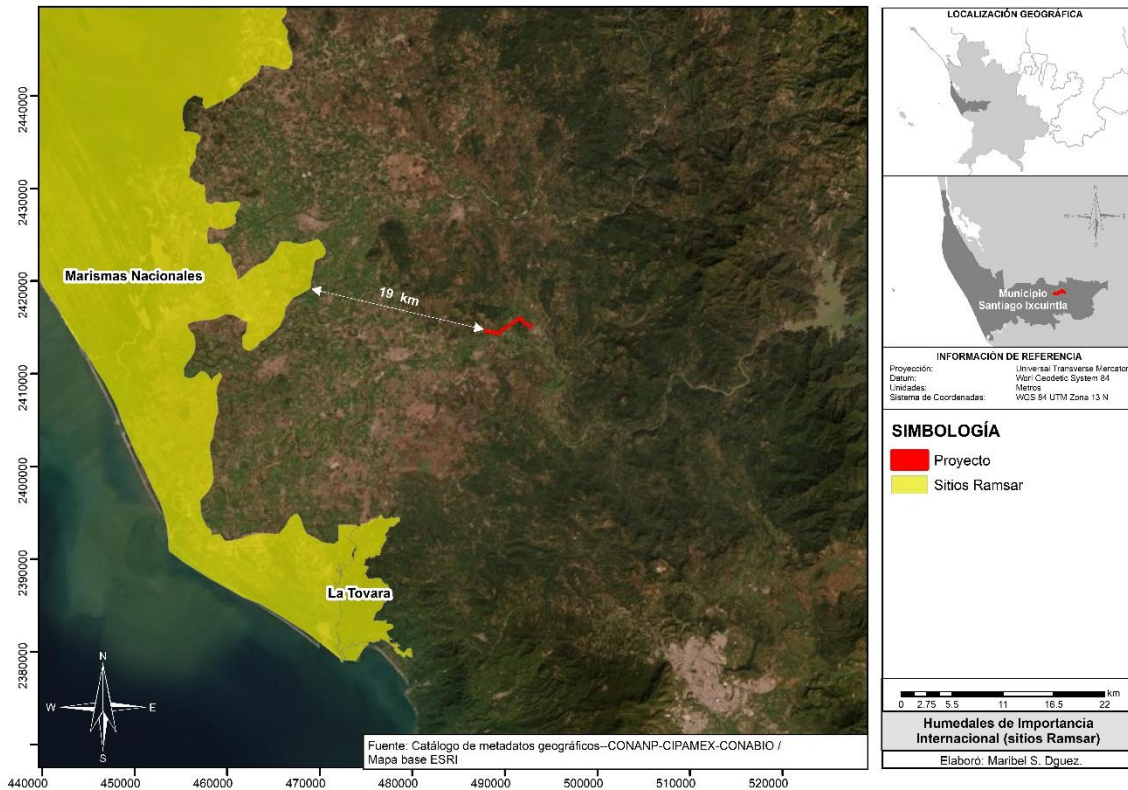 2440000
2430000
2420000
2410000
2400000
2390000
2380000
Marismas Nacionales
19 km
La Tovara
N
W E
S
Fuente: Catálogo de metadatos geográficos--CONANP-CIPAMEX-CONABIO /
Mapa base ESRI
440000 450000 460000 470000 480000 490000 500000 510000 520000
LOCALIZACIÓN GEOGRÁFICA
N
W E
S
Municipio
Santiago Ixcuintla
INFORMACIÓN DE REFERENCIA
Proyección: Universal Transverse Mercator
Datum: Worl Geodetic System 84
Unidades: Metros
Sistema de Coordenadas: WGS 84 UTM Zona 13 N
SIMBOLOGÍA
Proyecto
Sitios Ramsar
km
0 2.75 5.5 11 16.5 22
Humedales de Importancia
Internacional (sitios Ramsar)
Elaboró: Maribel S. Dguez.